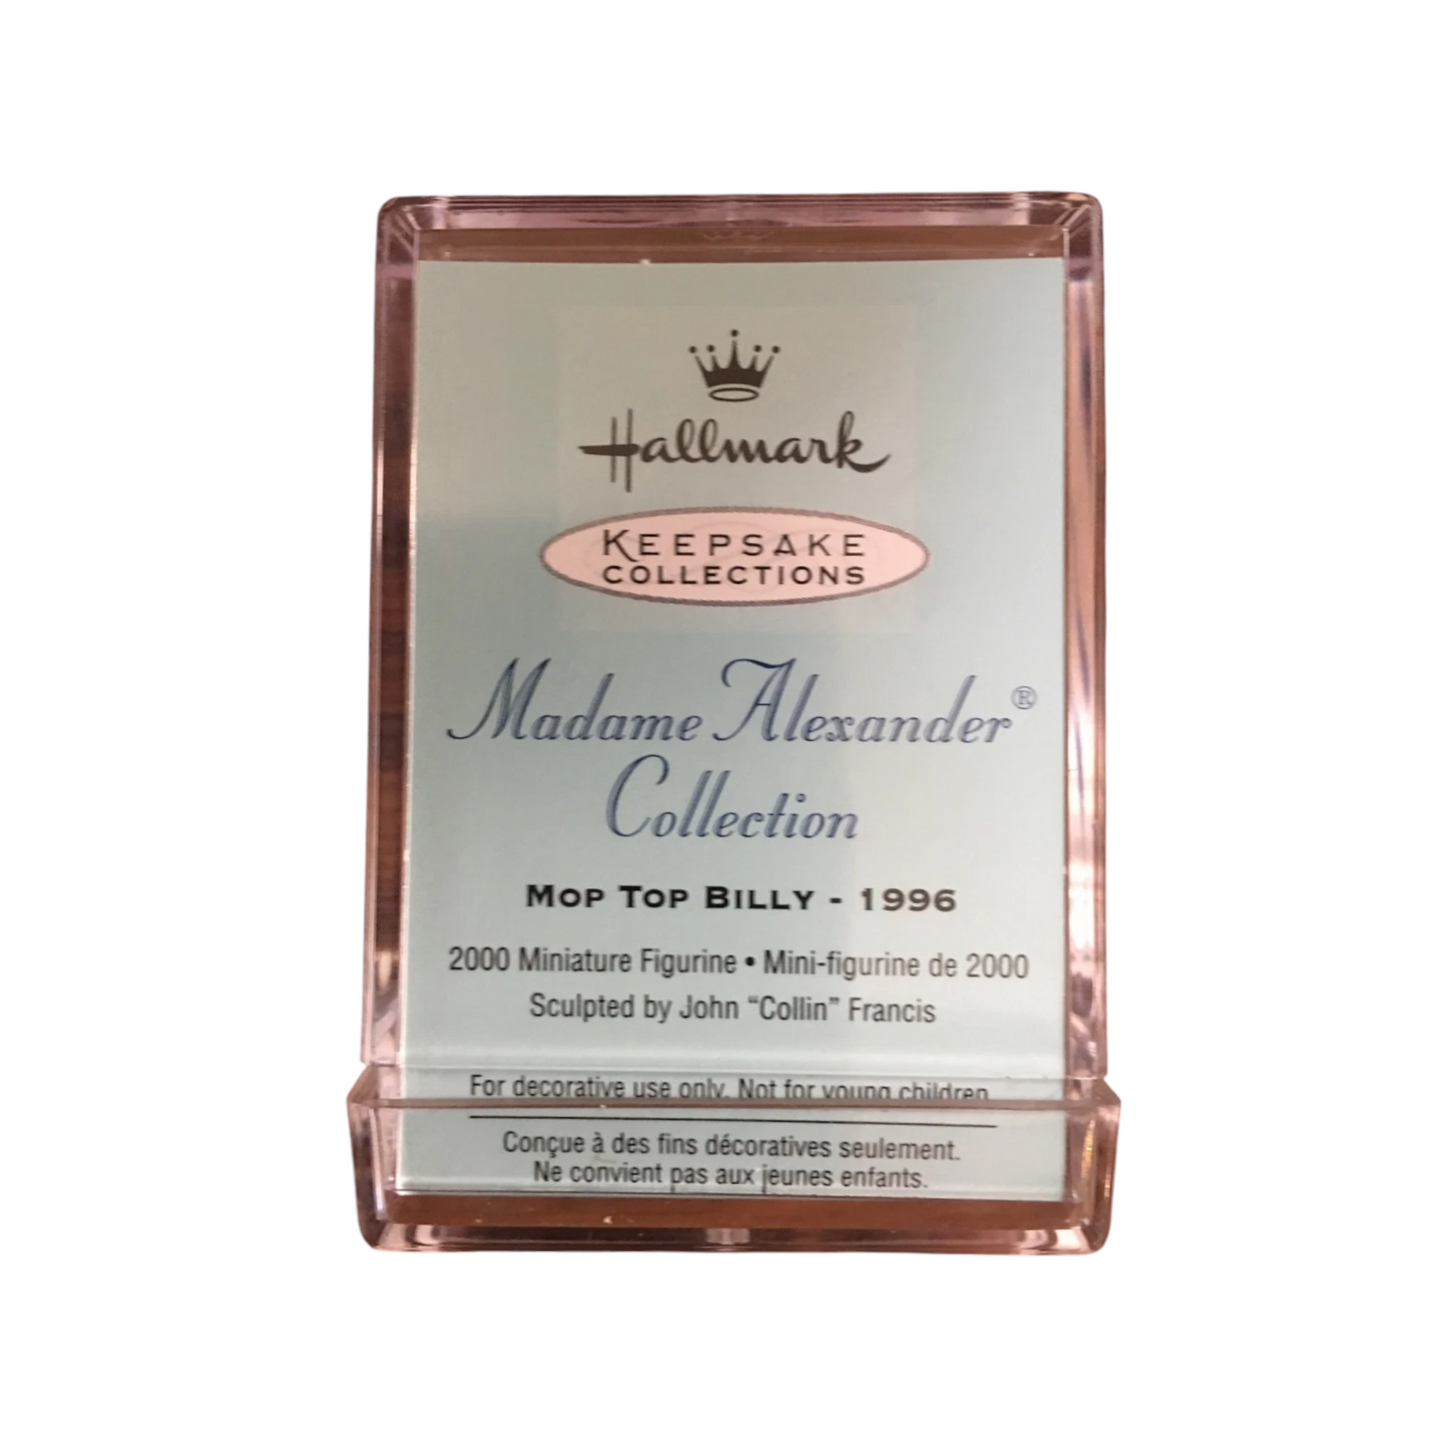 Hallmark
KEEPSAKE
COLLECTIONS
Madame Alexander®
Collection
MOP TOP BILLY - 1996
2000 Miniature Figurine • Mini-figurine de 2000
Sculpted by John “Collin” Francis
For decorative use only. Not for young children.
Conçue à des fins décoratives seulement.
Ne convient pas aux jeunes enfants.